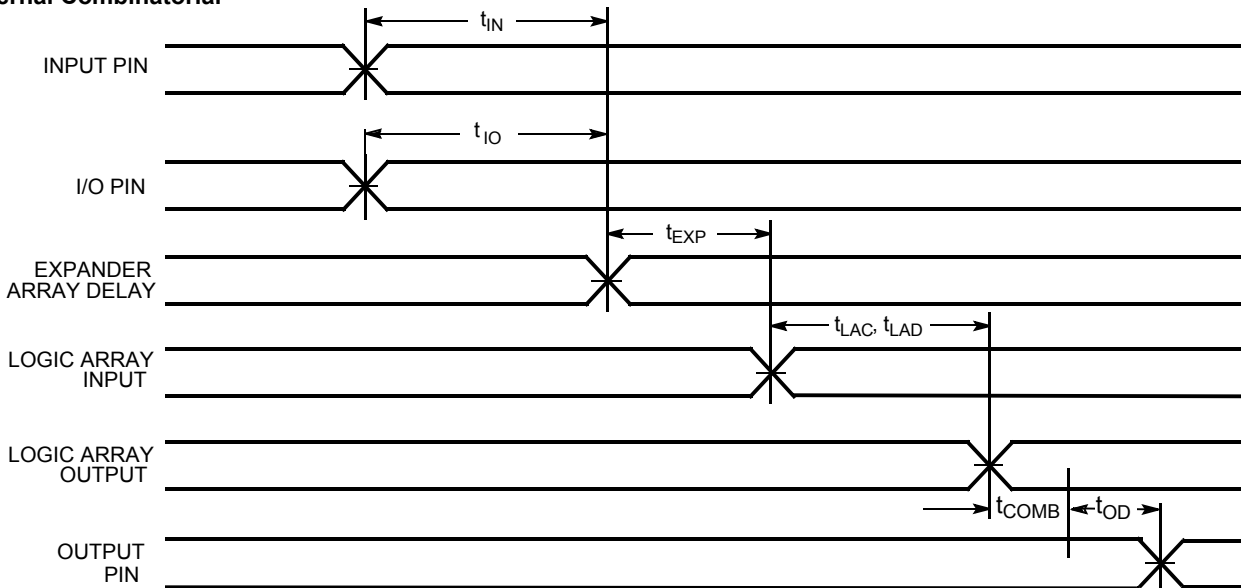 Combinatorial
tIN
INPUT PIN
tIO
I/O PIN
tEXP
EXPANDER
ARRAY DELAY
tLAC, tLAD
LOGIC ARRAY
INPUT
LOGIC ARRAY
OUTPUT
tCOMB
tOD
OUTPUT
PIN